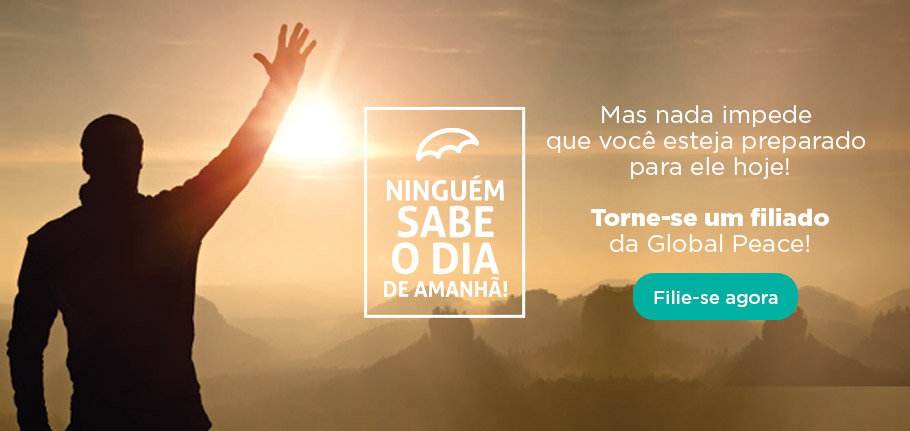 NINGUÉM
SABE
O DIA
DE AMANHÃ!
Mas nada impede
que você esteja preparado
para ele hoje!
Torne-se um filiado
da Global Peace!
Filie-se agora